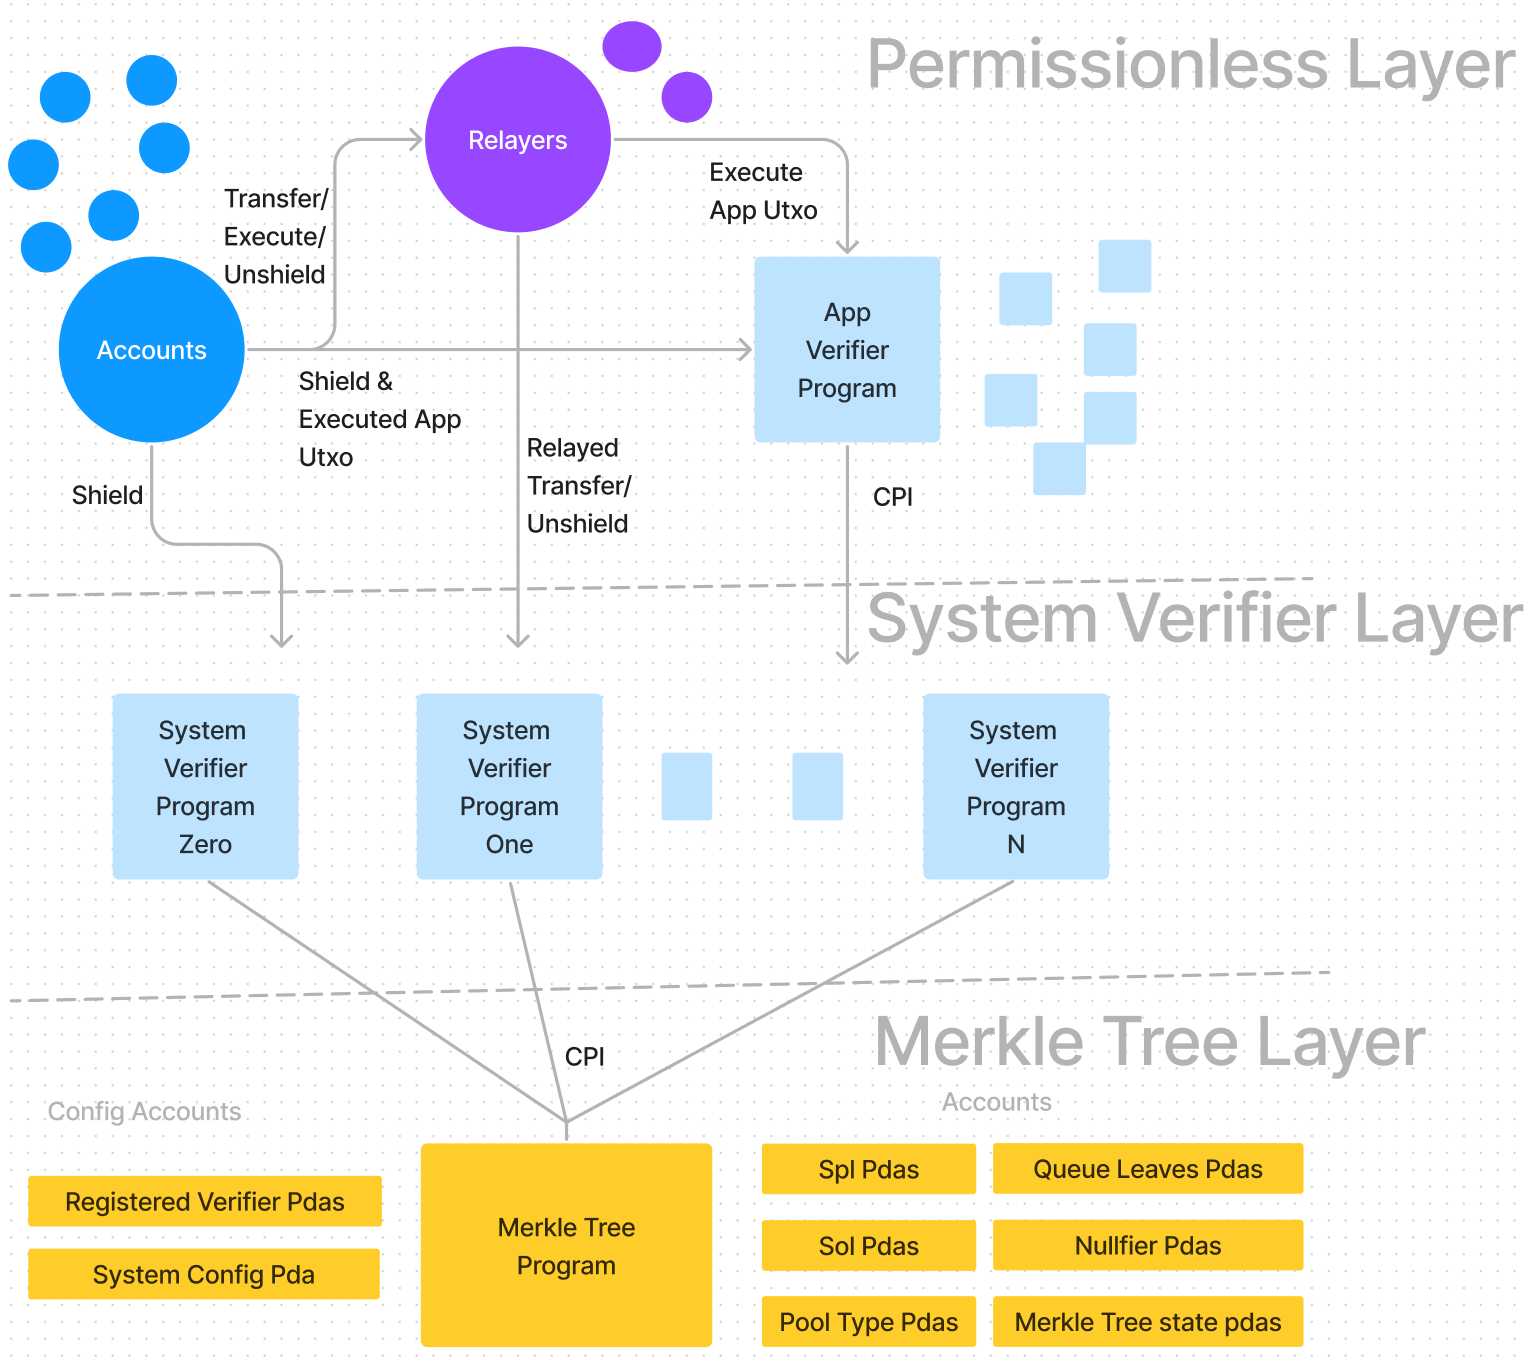 Permissionless Layer
Relayers
Transfer/
Execute/
Unshield
Execute
App Utxo
Accounts
App
Verifier
Program
Shield &
Executed App
Utxo
Shield
Relayed
Transfer/
Unshield
CPI
System Verifier Layer
System
Verifier
Program
Zero
System
Verifier
Program
One
System
Verifier
Program
N
Merkle Tree Layer
CPI
Config Accounts
Accounts
Registered Verifier Pdas
System Config Pda
Merkle Tree
Program
Spl Pdas
Queue Leaves Pdas
Sol Pdas
Nullfier Pdas
Pool Type Pdas
Merkle Tree state pdas